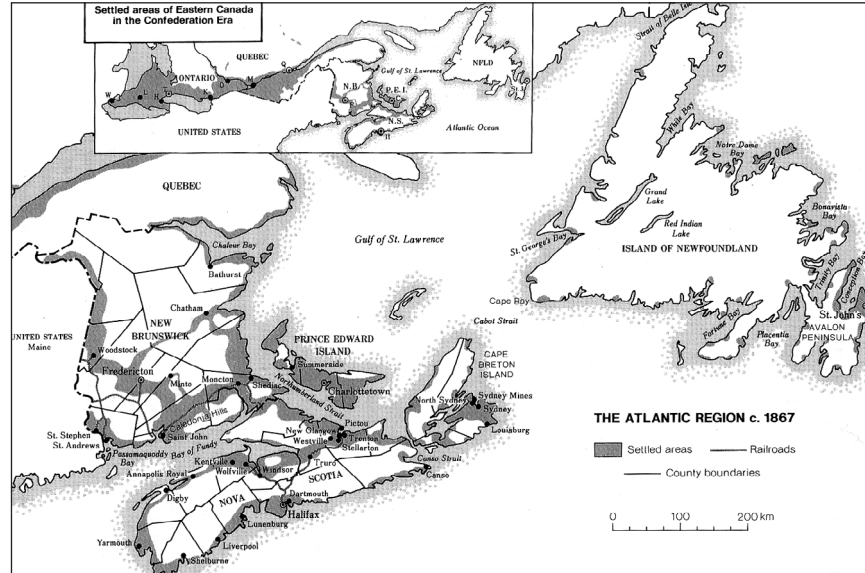 Settled areas of Eastern Canada
in the Confederation Era
QUEBEC
ONTARIO
NFLD
Gulf of St. Lawrence
N.B.
P.E.I.
N.S.
UNITED STATES
Atlantic Ocean
W
L
H
T
K
O
M
Q
C
H
St. J.
Strait of Belle Isle
White Bay
Notre Dame
Bay
QUEBEC
Grand
Lake
Bonavista
Bay
Red Indian
Lake
Chaleur Bay
Gulf of St. Lawrence
St. George's Bay
ISLAND OF NEWFOUNDLAND
Trinity Bay
Conception Bay
Bathurst
Cape Ray
Chatham
Cabot Strait
Fortune Bay
St. John's
UNITED STATES
Maine
NEW
BRUNSWICK
PRINCE EDWARD
ISLAND
Placentia
Bay
AVALON
PENINSULA
Woodstock
Summerside
CAPE
BRETON
ISLAND
Fredericton
Minto
Moncton
Shediac
Northumberland Strait
Charlottetown
North Sydney
Sydney Mines
Sydney
Caledonia Hills
THE ATLANTIC REGION c. 1867
St. Stephen
St. Andrews
Saint John
New Glasgow
Pictou
Westville
Trenton
Stellarton
Louisburg
Passamaquoddy
Bay
Bay of Fundy
Settled areas
Railroads
Kentville
Wolfville
Windsor
Truro
Canso Strait
Canso
County boundaries
Annapolis Royal
Digby
NOVA
SCOTIA
Dartmouth
Halifax
0 100 200 km
Lunenburg
Yarmouth
Liverpool
Shelburne